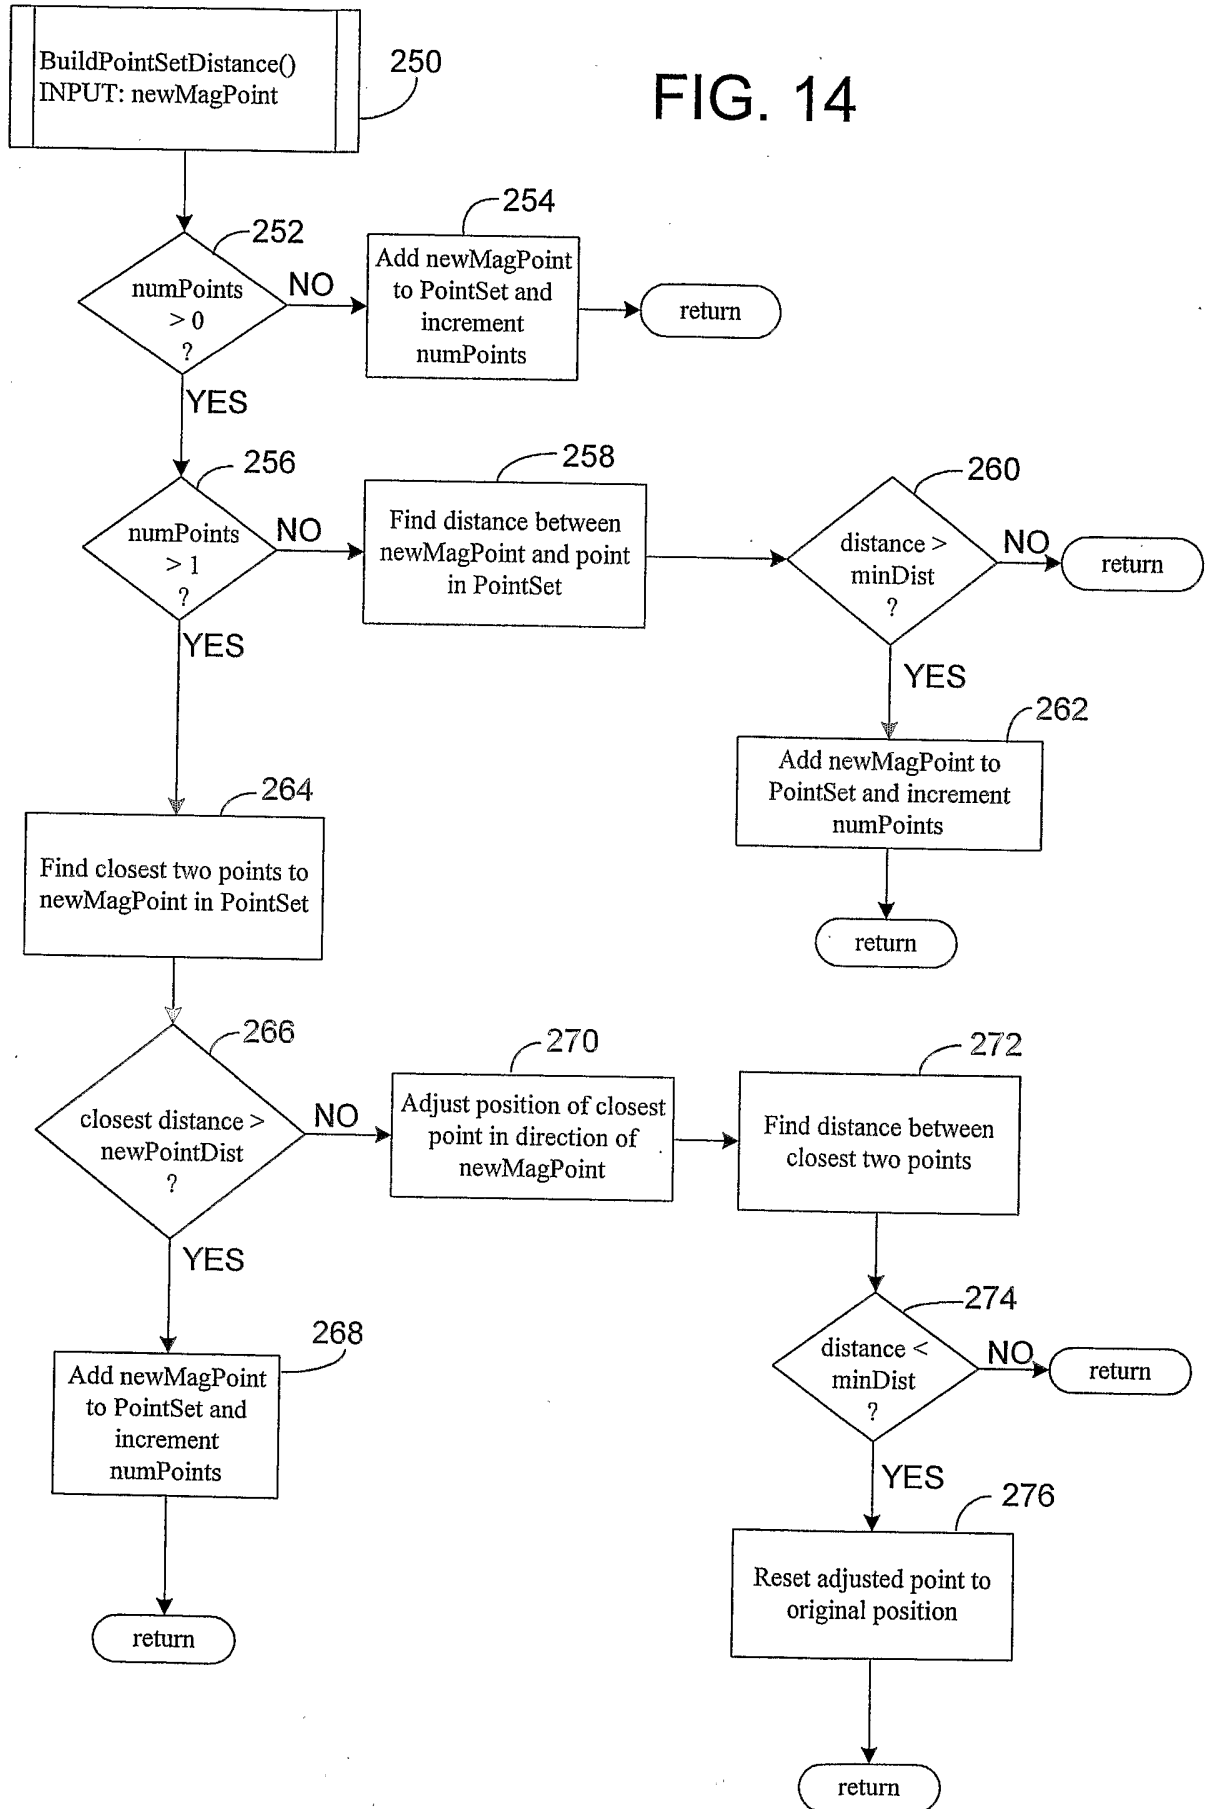 BuildPointSetDistance()
INPUT: newMagPoint
250
FIG. 14
252
numPoints
> 0
?
NO
YES
254
Add newMagPoint
to PointSet and
increment
numPoints
return
256
numPoints
> 1
?
NO
YES
258
Find distance between
newMagPoint and point
in PointSet
260
distance >
minDist
?
NO
return
YES
262
Add newMagPoint to
PointSet and increment
numPoints
return
264
Find closest two points to
newMagPoint in PointSet
266
closest distance >
newPointDist
?
NO
YES
268
Add newMagPoint
to PointSet and
increment
numPoints
return
270
Adjust position of closest
point in direction of
newMagPoint
272
Find distance between
closest two points
274
distance <
minDist
?
NO
return
YES
276
Reset adjusted point to
original position
return